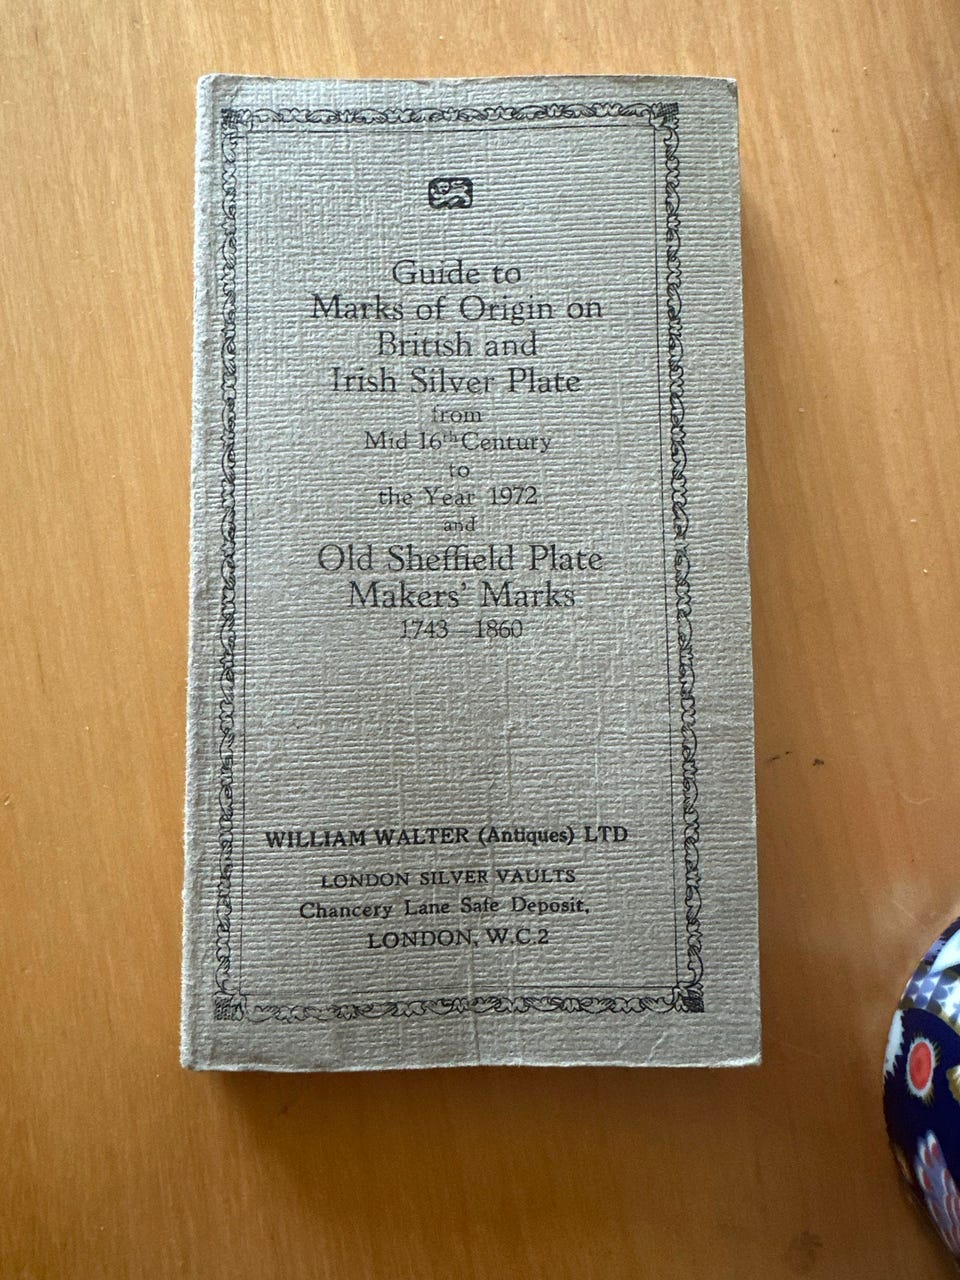 Guide to
Marks of Origin on
British and
Irish Silver Plate
from
Mid 16th Century
to
the Year 1972
and
Old Sheffield Plate
Makers' Marks
1743-1860
WILLIAM WALTER (Antiques) LTD
LONDON SILVER VAULTS
Chancery Lane Safe Deposit,
LONDON, W.C.2